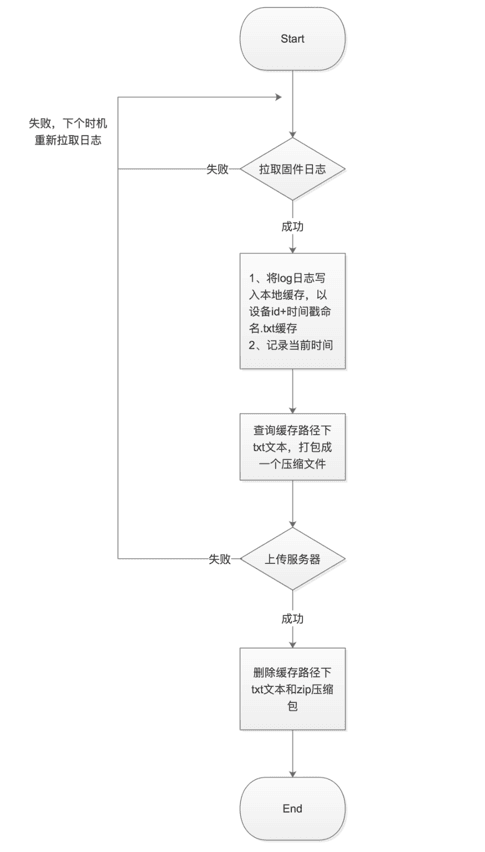 Start
失败，下个时机
重新拉取日志
失败
拉取固件日志
成功
1、将log日志写
入本地缓存，以
设备id+时间戳命
名.txt缓存
2、记录当前时间
查询缓存路径下
txt文本，打包成
一个压缩文件
失败
上传服务器
成功
删除缓存路径下
txt文本和zip压缩
包
End